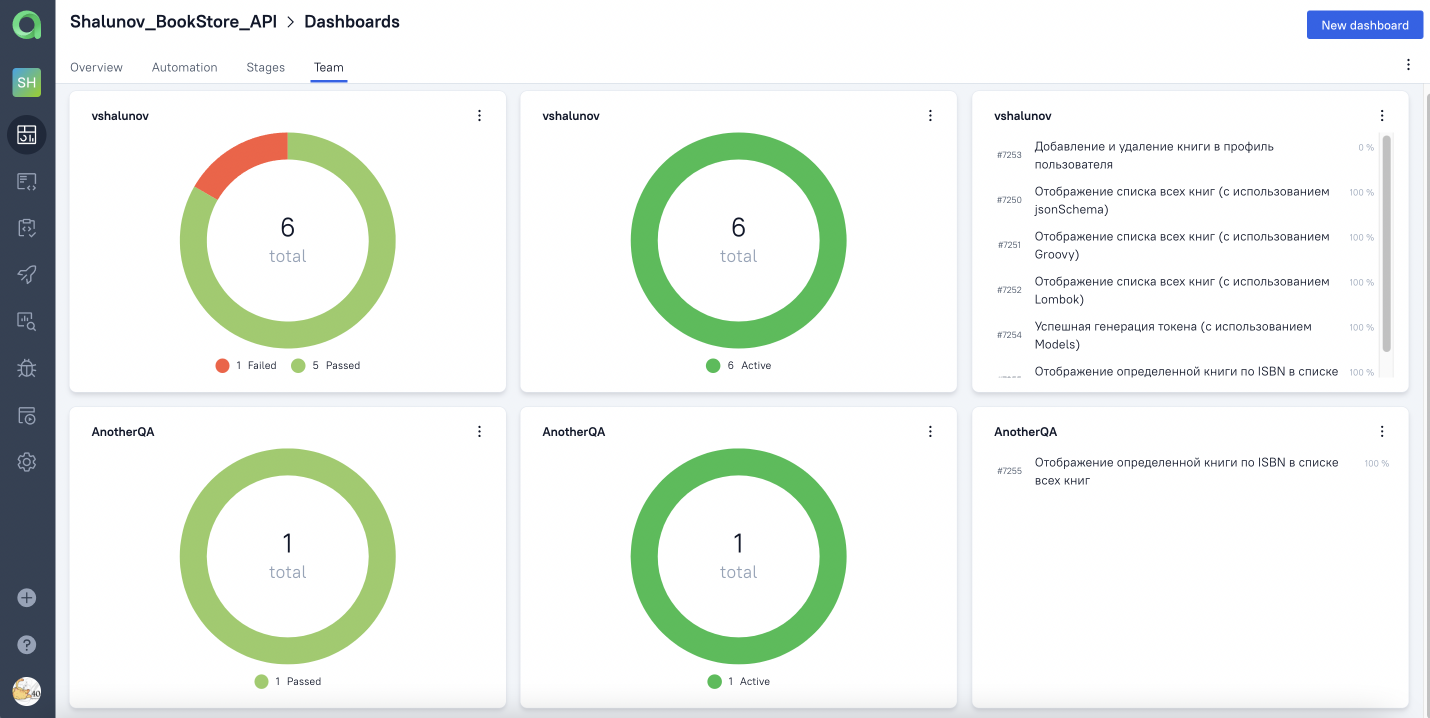 Shalunov_BookStore_API > Dashboards
New dashboard
SH
Overview
Automation
Stages
Team
vshalunov
6
total
1 Failed
5 Passed
vshalunov
6
total
6 Active
vshalunov
#7253
Добавление и удаление книги в профиль
пользователя
0 %
#7250
Отображение списка всех книг (с использованием
jsonSchema)
100 %
#7251
Отображение списка всех книг (с использованием
Groovy)
100 %
#7252
Отображение списка всех книг (с использованием
Lombok)
100 %
#7254
Успешная генерация токена (с использованием
Models)
100 %
Отображение определенной книги по ISBN в списке
100 %
AnotherQA
1
total
1 Passed
AnotherQA
1
total
1 Active
AnotherQA
#7255
Отображение определенной книги по ISBN в списке
всех книг
100 %
?
40